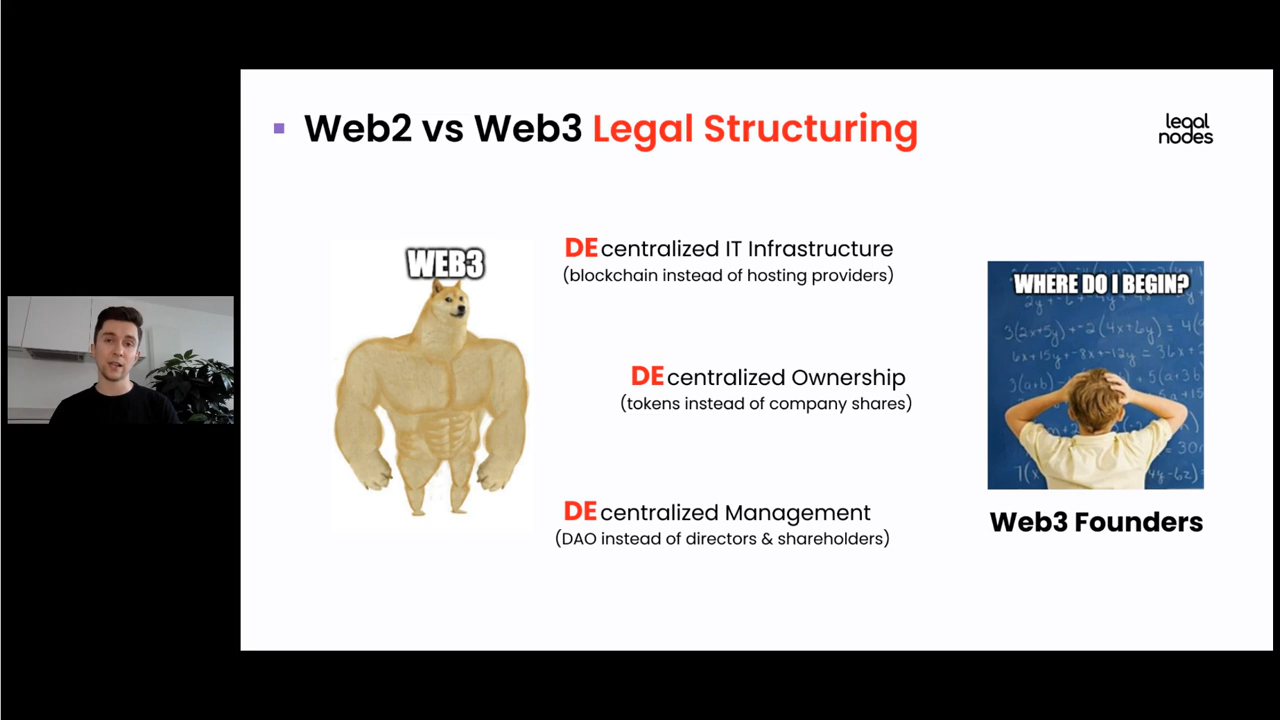 Web2 vs Web3 Legal Structuring
legal
nodes
WEB3
DEcentralized IT Infrastructure
(blockchain instead of hosting providers)
DEcentralized Ownership
(tokens instead of company shares)
DEcentralized Management
(DAO instead of directors & shareholders)
WHERE DO I BEGIN?
Web3 Founders